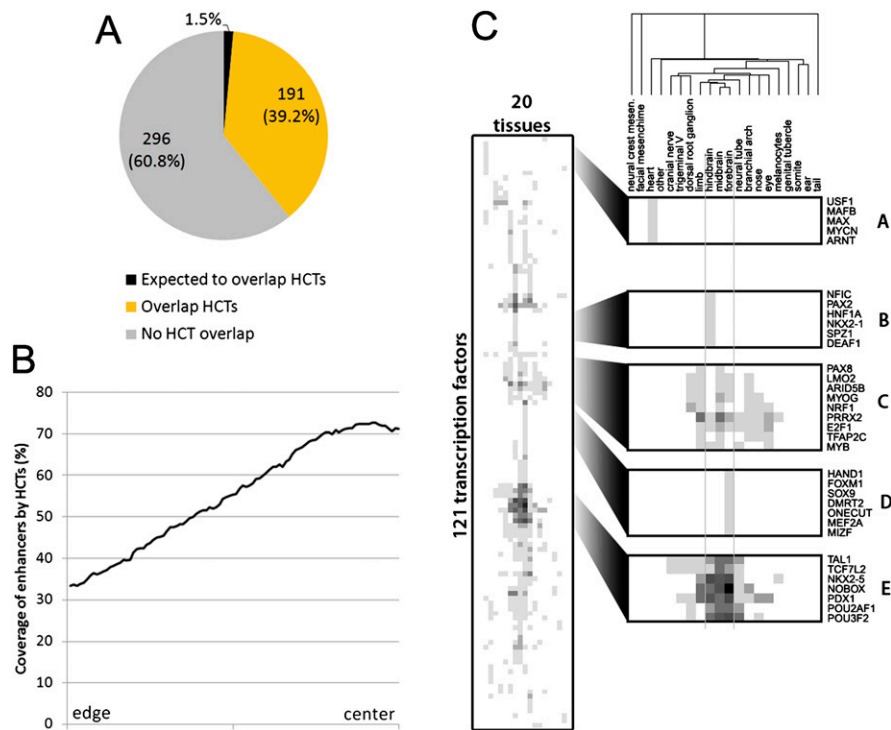 A
1.5%
191
(39.2%)
296
(60.8%)
Expected to overlap HCTs
Overlap HCTs
No HCT overlap
B
Coverage of enhancers by HCTs (%)
80
70
60
50
40
30
20
10
0
edge
center
C
20
tissues
121 transcription factors
neural crest mesen.
facial mesenchime
heart
other
cranial nerve
trigeminal V
dorsal root ganglion
limb
hindbrain
midbrain
forebrain
neural tube
branchial arch
nose
eye
melanocytes
genital tubercle
somite
ear
tail
USF1
MAFB
MAX
MYCN
ARNT
A
NFIC
PAX2
HNF1A
NKX2-1
SPZ1
DEAF1
B
PAX8
LMO2
ARID5B
MYOG
NRF1
PRRX2
E2F1
TFAP2C
MYB
C
HAND1
FOXM1
SOX9
DMRT2
ONECUT
MEF2A
MIZF
D
TAL1
TCF7L2
NKX2-5
NOBOX
PDX1
POU2AF1
POU3F2
E